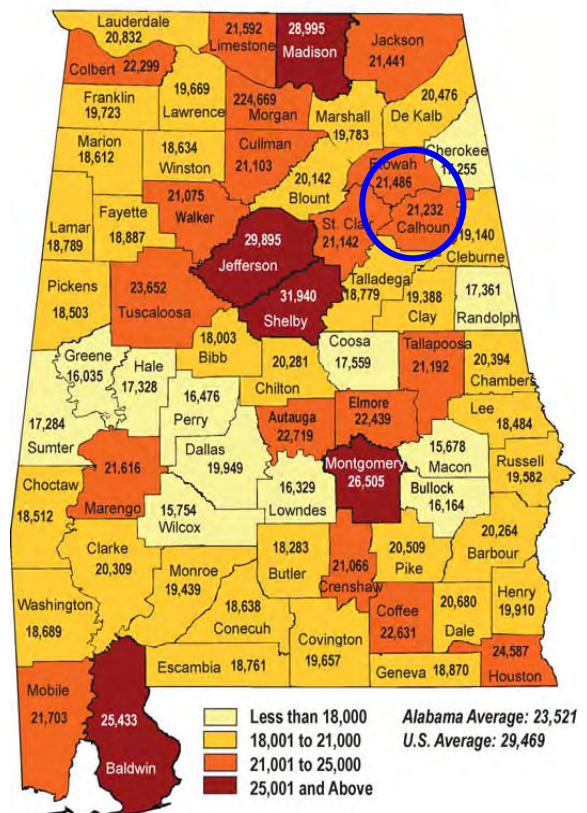 Lauderdale
20,832
21,592
Limestone
28,995
Madison
Jackson
21,441
Colbert 22,299
Franklin
19,723
19,669
Lawrence
224,669
Morgan
Marshall
19,783
20,476
De Kalb
Marion
18,612
18,634
Winston
Cullman
21,103
Cherokee
17,255
20,142
Blount
Etowah
21,486
21,075
Walker
Lamar
18,789
Fayette
18,887
St. Clair
21,142
21,232
Calhoun
19,140
Cleburne
29,895
Jefferson
Pickens
18,503
23,652
Tuscaloosa
31,940
Shelby
Talladega
18,779
19,388
Clay
17,361
Randolph
Greene
16,035
Hale
17,328
18,003
Bibb
Coosa
17,559
Tallapoosa
21,192
20,394
Chambers
20,281
Chilton
16,476
Perry
17,284
Sumter
Autauga
22,719
Elmore
22,439
Lee
18,484
Dallas
19,949
Montgomery
26,505
15,678
Macon
Russell
19,582
21,616
Marengo
Choctaw
18,512
15,754
Wilcox
16,329
Lowndes
Bullock
16,164
Clarke
20,309
Monroe
19,439
18,283
Butler
21,066
Crenshaw
20,509
Pike
20,264
Barbour
Washington
18,689
18,638
Conecuh
Covington
19,657
Coffee
22,631
20,680
Dale
Henry
19,910
Escambia 18,761
Geneva 18,870
24,587
Houston
Mobile
21,703
25,433
Baldwin
Less than 18,000
18,001 to 21,000
21,001 to 25,000
25,001 and Above
Alabama Average: 23,521
U.S. Average: 29,469